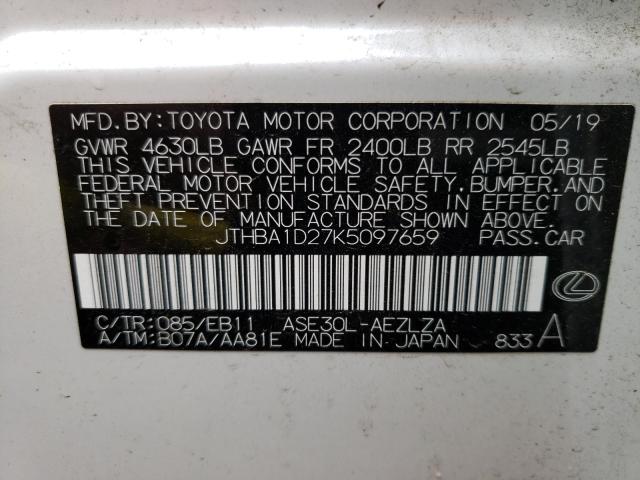 MFD.BY:TOYOTA MOTOR CORPORATION 05/19
GVWR 4630LB GAWR FR 2400LB RR 2545LB
THIS VEHICLE CONFORMS TO ALL APPLICABLE
FEDERAL MOTOR VEHICLE SAFETY.BUMPER.AND
THEFT PREVENTION STANDARDS IN EFFECT ON
THE DATE OF MANUFACTURE SHOWN ABOVE.
JTHBA1D27K5097659 PASS.CAR
C/TR:085/EB11 ASE30L-AEZLZA
A/TM:B07A/AA81E MADE IN JAPAN 833 A